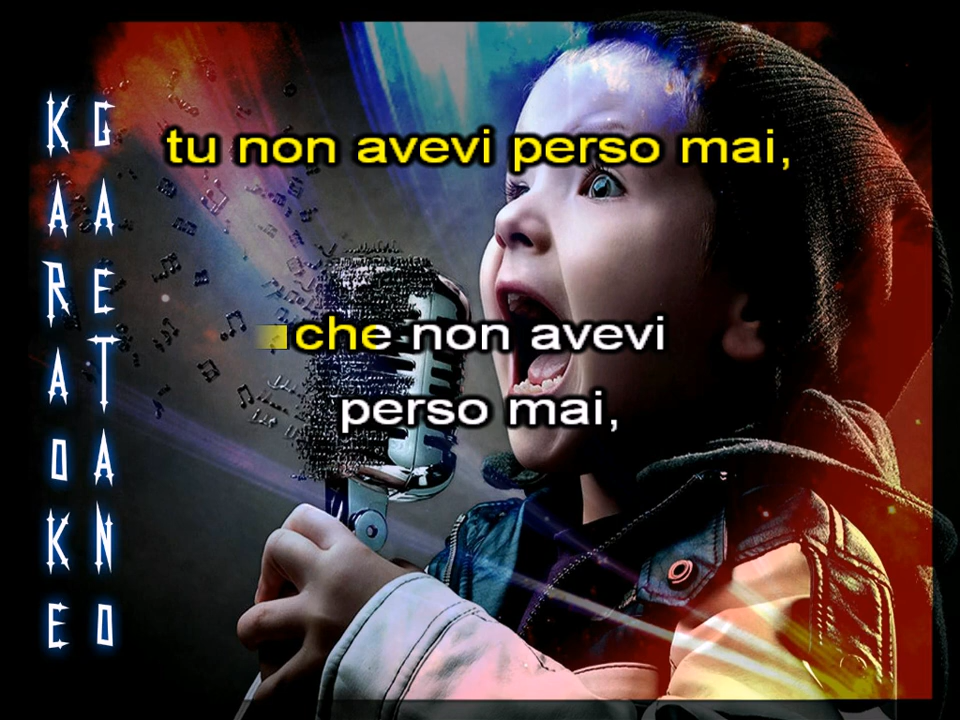 KARAOKE
GAETANO
tu non avevi perso mai,
che non avevi
perso mai,